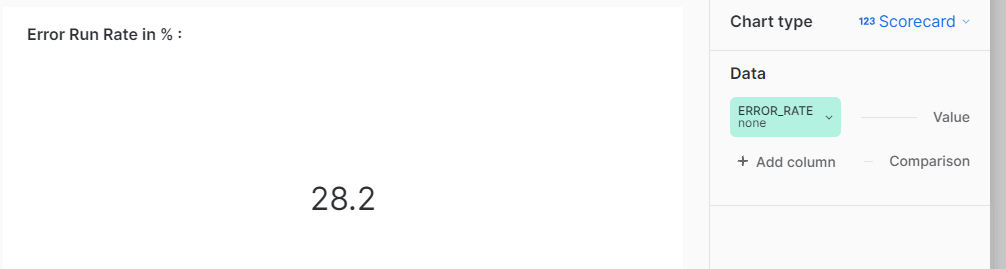 Error Run Rate in % :
28.2
Chart type
123 Scorecard
Data
ERROR_RATE
none
Value
+ Add column
Comparison